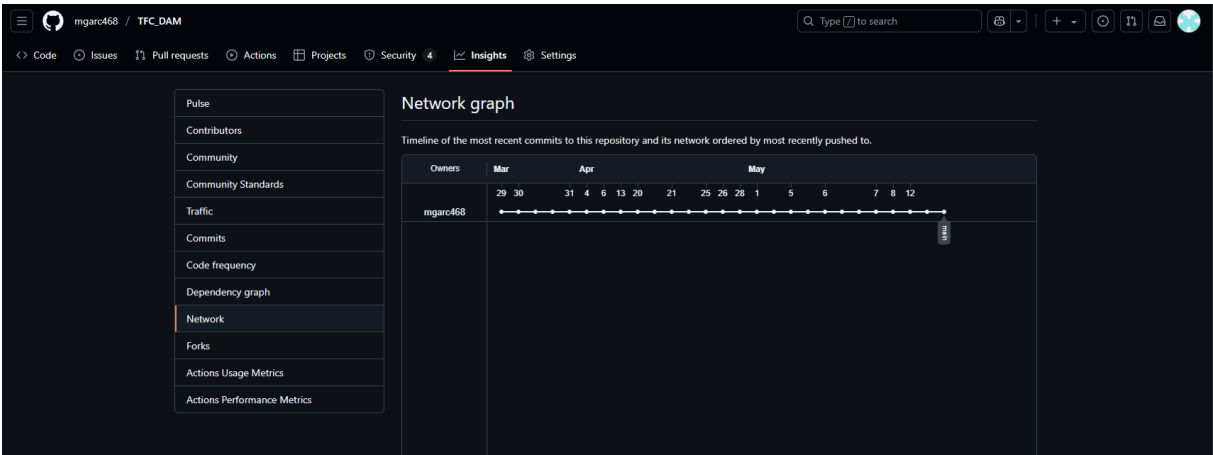 mgarc468 / TFC_DAM
Type / to search
Code Issues Pull requests Actions Projects Security 4 Insights Settings
Pulse
Contributors
Community
Community Standards
Traffic
Commits
Code frequency
Dependency graph
Network
Forks
Actions Usage Metrics
Actions Performance Metrics
Network graph
Timeline of the most recent commits to this repository and its network ordered by most recently pushed to.
Owners Mar Apr May
29 30 31 4 6 13 20 21 25 26 28 1 5 6 7 8 12
mgarc468
main